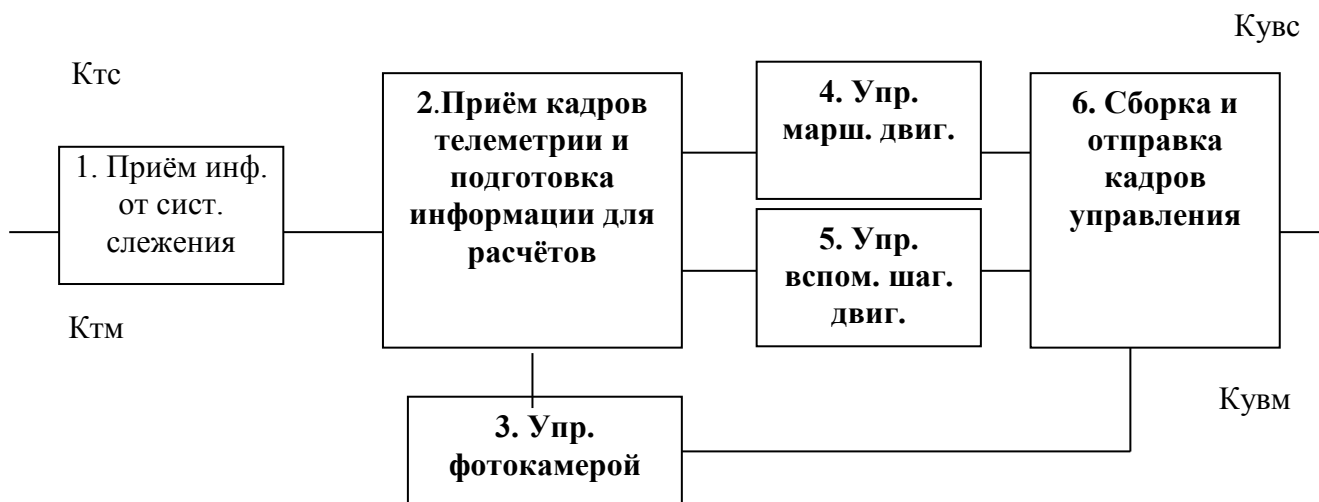 Кувс
Ктс
1. Приём инф.
от сист.
слежения
Ктм
2.Приём кадров
телеметрии и
подготовка
информации для
расчётов
3. Упр.
фотокамерой
4. Упр.
марш. двиг.
5. Упр.
вспом. шаг.
двиг.
6. Сборка и
отправка
кадров
управления
Кувм